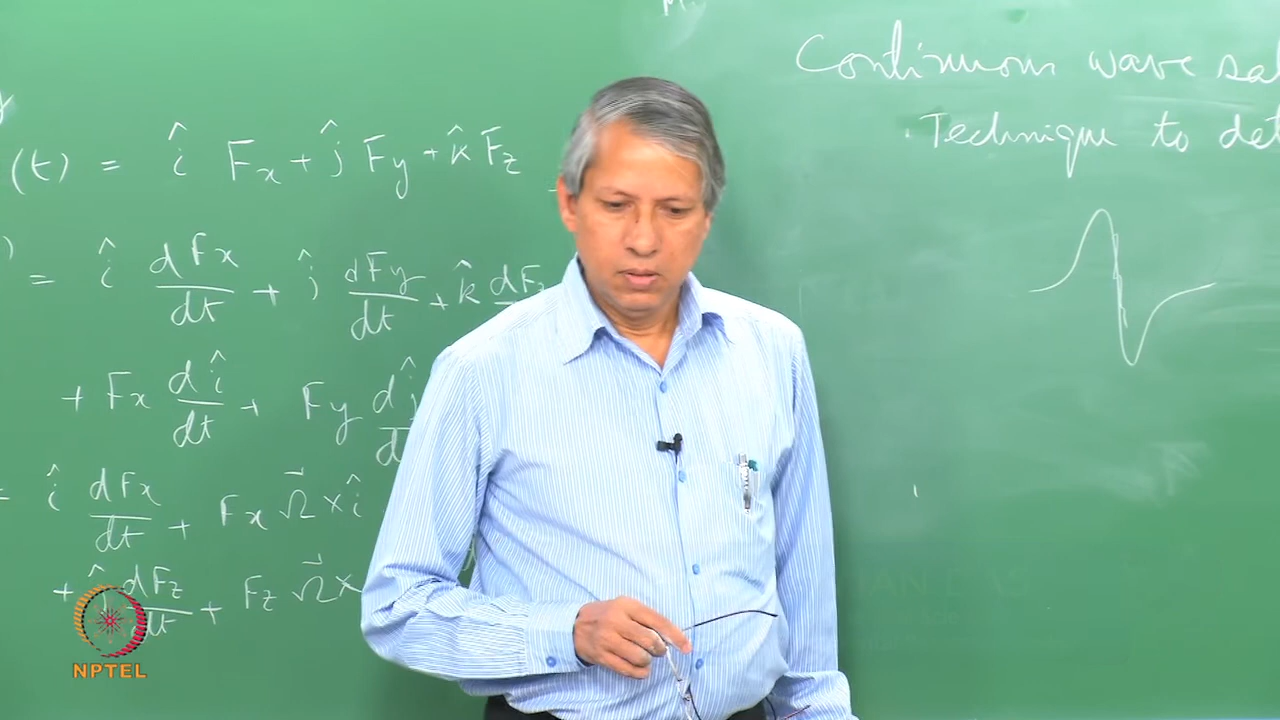 (t) = î Fx + ĵ Fy + k̂ Fz
) = î dFx/dt + ĵ dFy/dt + k̂ dFz
+ Fx dî/dt + Fy dĵ
= î dFx/dt + Fx Ω⃗ × î
+ dFz/dt + Fz Ω⃗ ×
Continuous wave
Technique to
NPTEL